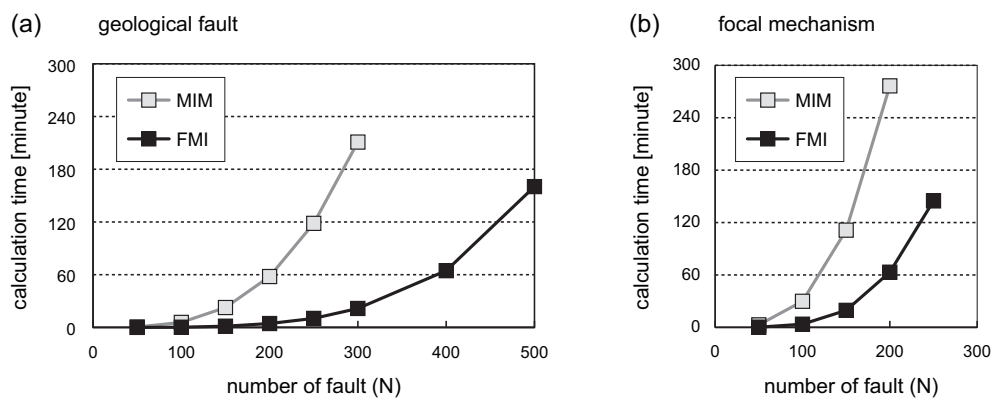 (a) geological fault
calculation time [minute]
300
240
180
120
60
0
MIM
FMI
0 100 200 300 400 500
number of fault (N)
(b) focal mechanism
calculation time [minute]
300
240
180
120
60
0
MIM
FMI
0 100 200 300
number of fault (N)